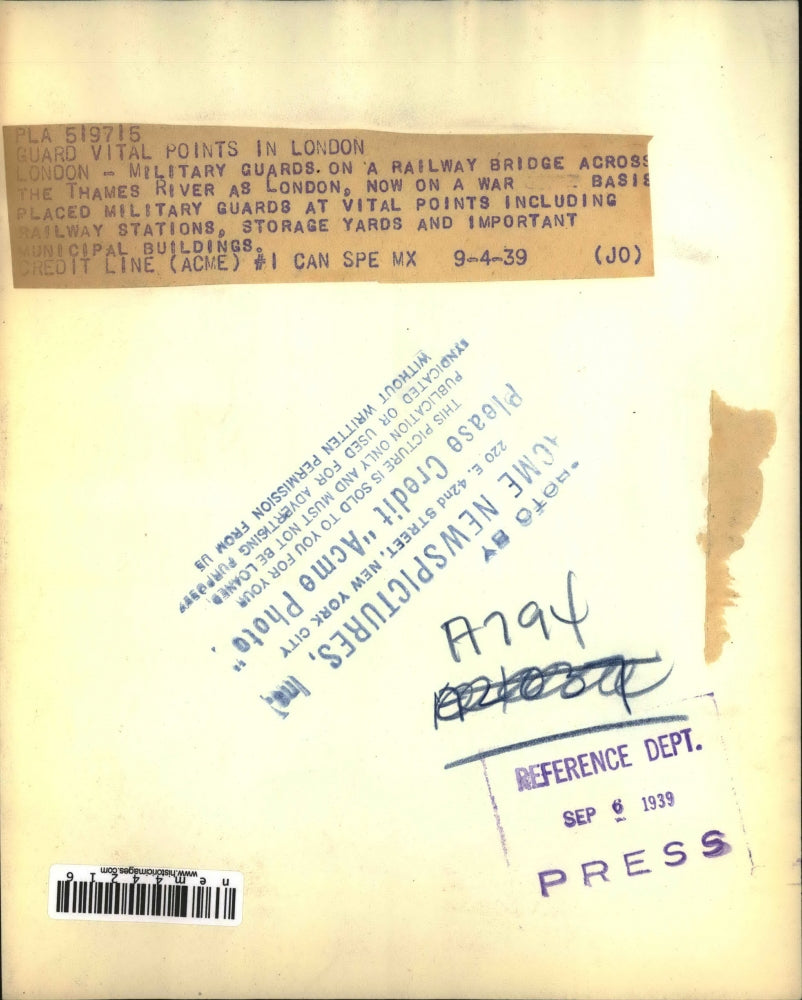 PLA 519715
GUARD VITAL POINTS IN LONDON
LONDON - MILITARY GUARDS. ON A RAILWAY BRIDGE ACROSS
THE THAMES RIVER AS LONDON, NOW ON A WAR BASIS
PLACED MILITARY GUARDS AT VITAL POINTS INCLUDING
RAILWAY STATIONS, STORAGE YARDS AND IMPORTANT
MUNICIPAL BUILDINGS.
CREDIT LINE (ACME) #1 CAN SPE MX 9-4-39 (JO)
PHOTO BY
ACME NEWSPICTURES, Inc.
220 E. 42nd STREET, NEW YORK CITY
Please Credit "Acme Photo".
THIS PICTURE IS SOLD TO YOU FOR YOUR
PUBLICATION ONLY AND MUST NOT BE LOANED
SYNDICATED OR USED FOR ADVERTISING PURPOSES
WITHOUT WRITTEN PERMISSION FROM US
A794
REFERENCE DEPT.
SEP 6 1939
PRESS
www.historicimages.com
nem44216